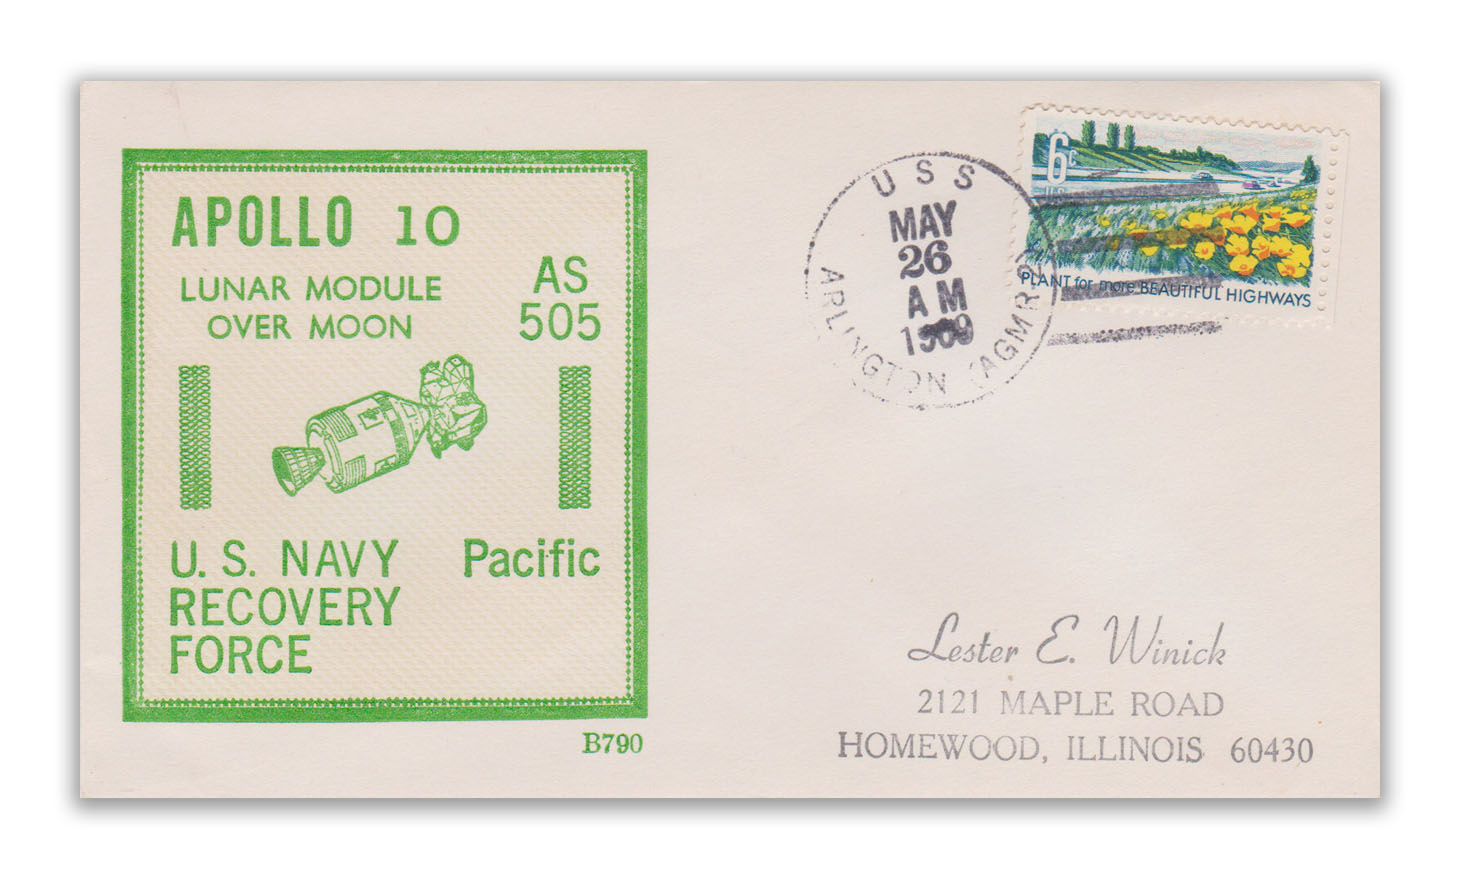 APOLLO 10
LUNAR MODULE
OVER MOON
AS
505
U. S. NAVY Pacific
RECOVERY
FORCE
B790
USS
MAY
26
A M
1969
ARLINGTON (AGMR
6c
U.S.
PLANT for more BEAUTIFUL HIGHWAYS
Lester E. Winick
2121 MAPLE ROAD
HOMEWOOD, ILLINOIS 60430